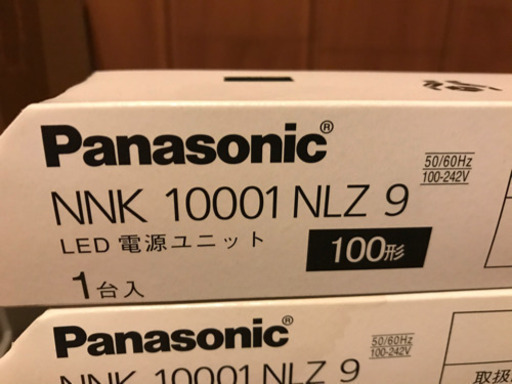 Panasonic®
50/60Hz
100-242V
NNK 10001 NLZ 9
LED 電源ユニット
100形
1台入
Panasonic®
50/60Hz
100-242V
NNK 10001 NLZ 9
取扱